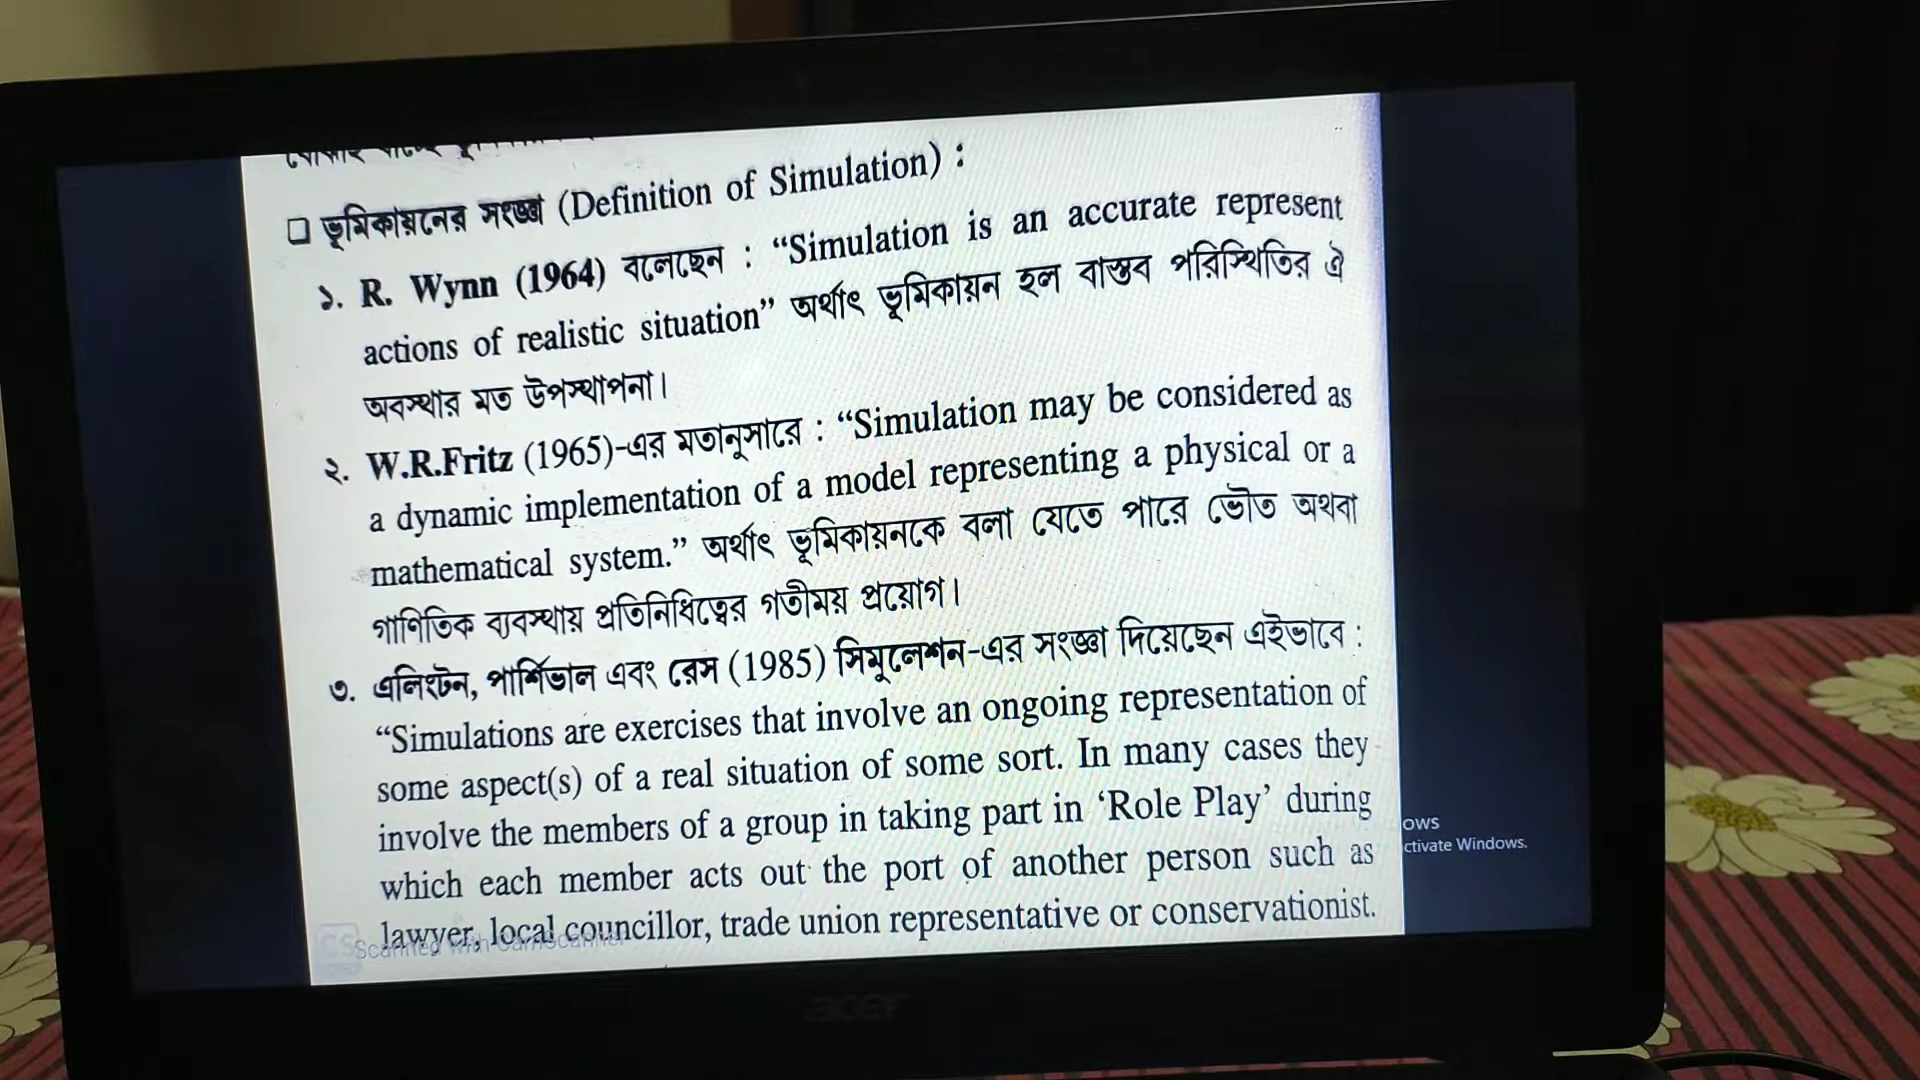 ❑ ভূমিকায়নের সংজ্ঞা (Definition of Simulation) :
১. R. Wynn (1964) বলেছেন : “Simulation is an accurate represent
actions of realistic situation” অর্থাৎ ভূমিকায়ন হল বাস্তব পরিস্থিতির ঐ
অবস্থার মত উপস্থাপনা।
২. W.R.Fritz (1965)-এর মতানুসারে : “Simulation may be considered as
a dynamic implementation of a model representing a physical or a
mathematical system.” অর্থাৎ ভূমিকায়নকে বলা যেতে পারে ভৌত অথবা
গাণিতিক ব্যবস্থায় প্রতিনিধিত্বের গতীময় প্রয়োগ।
৩. এলিংটন, পার্শিভাল এবং রেস (1985) সিমুলেশন-এর সংজ্ঞা দিয়েছেন এইভাবে :
“Simulations are exercises that involve an ongoing representation of
some aspect(s) of a real situation of some sort. In many cases they
involve the members of a group in taking part in ‘Role Play’ during
which each member acts out the port of another person such as
lawyer, local councillor, trade union representative or conservationist.
CS Scanned with CamScanner
ows
ctivate Windows.
acer